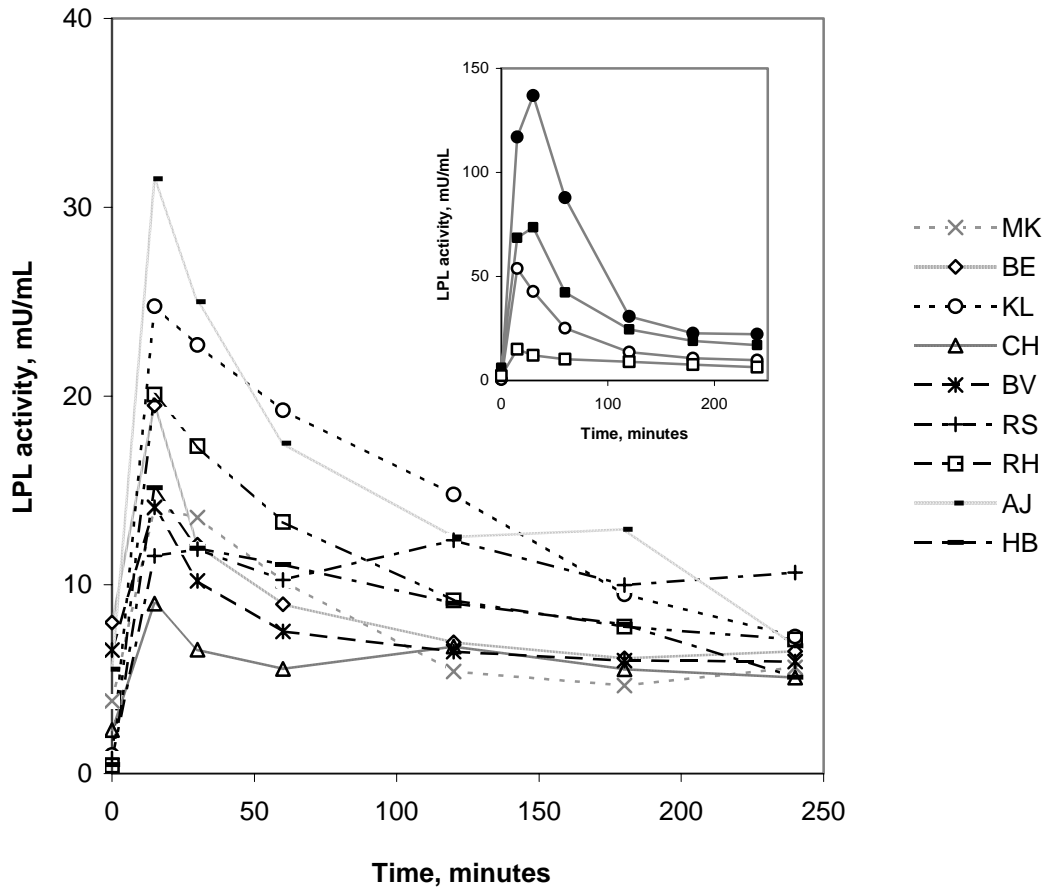 40
30
20
10
0
LPL activity, mU/mL
0 50 100 150 200 250
Time, minutes
150
100
50
0
LPL activity, mU/mL
0 100 200
Time, minutes
MK
BE
KL
CH
BV
RS
RH
AJ
HB